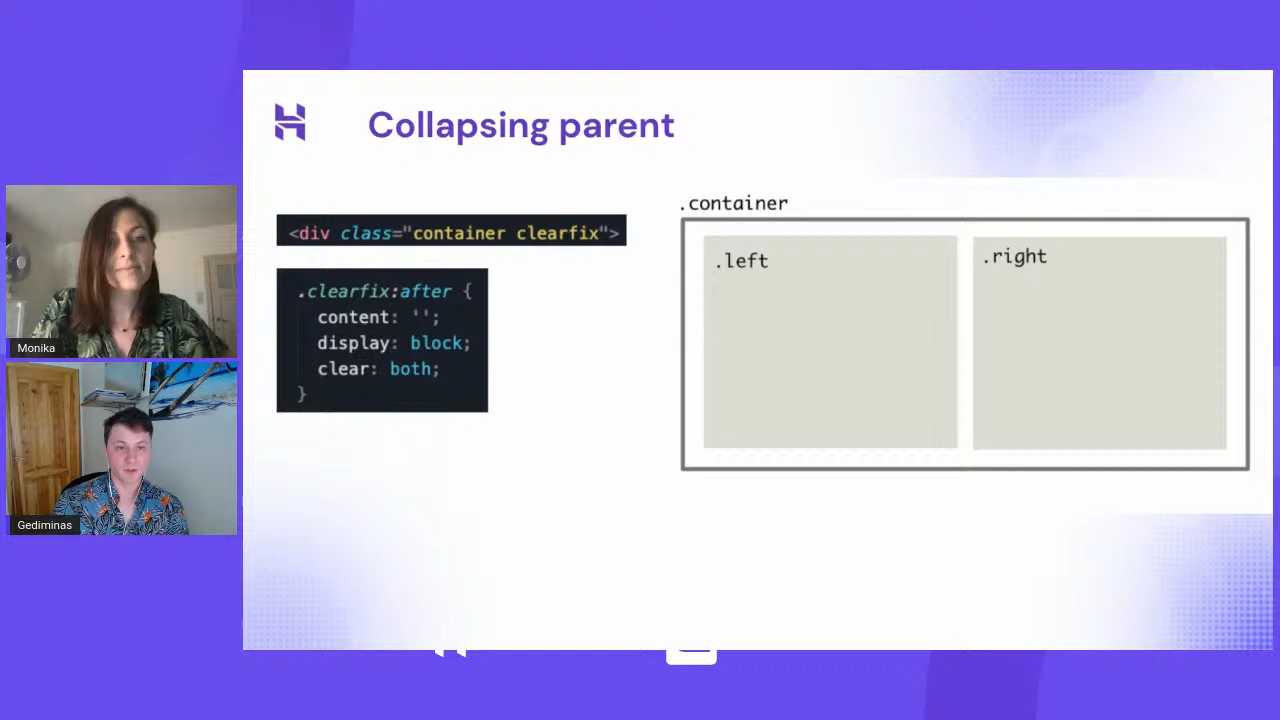 Collapsing parent
<div class="container clearfix">
.clearfix:after {
content: '';
display: block;
clear: both;
}
.container
.left
.right
Monika
Gediminas